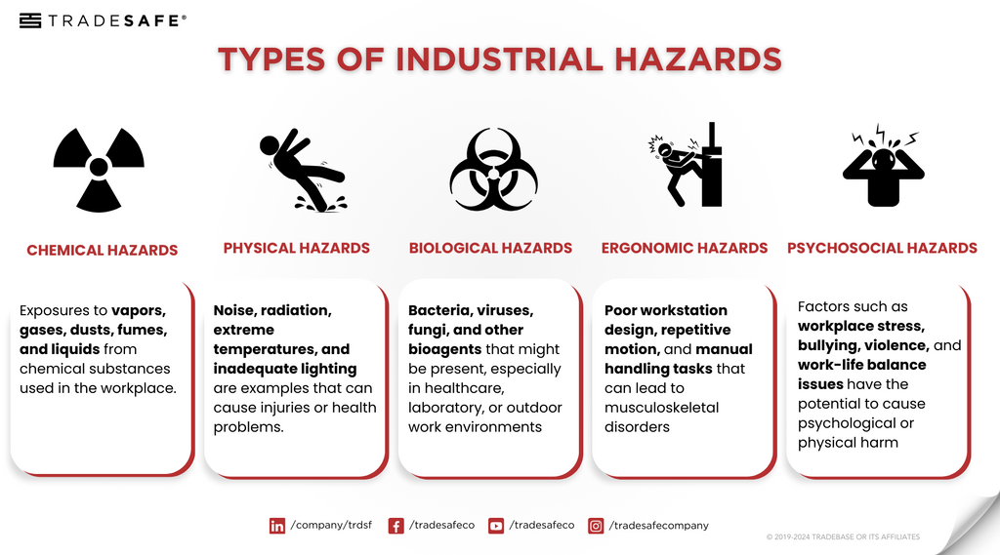 TRADESAFE®
TYPES OF INDUSTRIAL HAZARDS
CHEMICAL HAZARDS
Exposures to vapors,
gases, dusts, fumes,
and liquids from
chemical substances
used in the workplace.
PHYSICAL HAZARDS
Noise, radiation,
extreme
temperatures, and
inadequate lighting
are examples that can
cause injuries or health
problems.
BIOLOGICAL HAZARDS
Bacteria, viruses,
fungi, and other
bioagents that might
be present, especially
in healthcare,
laboratory, or outdoor
work environments
ERGONOMIC HAZARDS
Poor workstation
design, repetitive
motion, and manual
handling tasks that
can lead to
musculoskeletal
disorders
PSYCHOSOCIAL HAZARDS
Factors such as
workplace stress,
bullying, violence, and
work-life balance
issues have the
potential to cause
psychological or
physical harm
/company/trdsf
/tradesafeco
/tradesafeco
/tradesafecompany
© 2019-2024 TRADEBASE OR ITS AFFILIATES